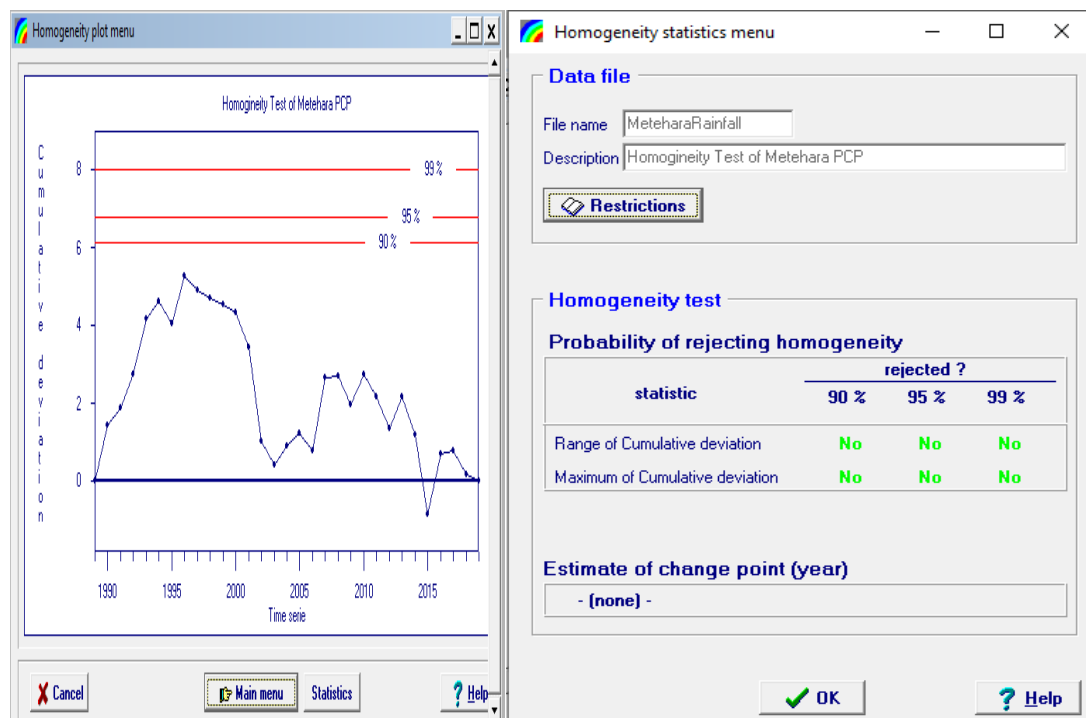 Homogeneity plot menu
Homogineity Test of Metehara PCP
Cumulative deviation
8
6
4
2
0
99 %
95 %
90 %
1990 1995 2000 2005 2010 2015
Time serie
Cancel Main menu Statistics Help
Homogeneity statistics menu
Data file
File name MeteharaRainfall
Description Homogineity Test of Metehara PCP
Restrictions
Homogeneity test
Probability of rejecting homogeneity
rejected ?
statistic 90 % 95 % 99 %
Range of Cumulative deviation No No No
Maximum of Cumulative deviation No No No
Estimate of change point (year)
- (none) -
OK Help